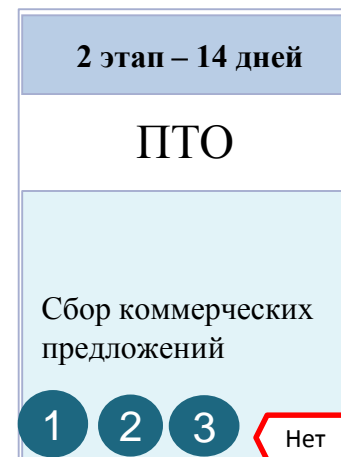 2 этап – 14 дней
ПТО
Сбор коммерческих
предложений
1 2 3 Нет